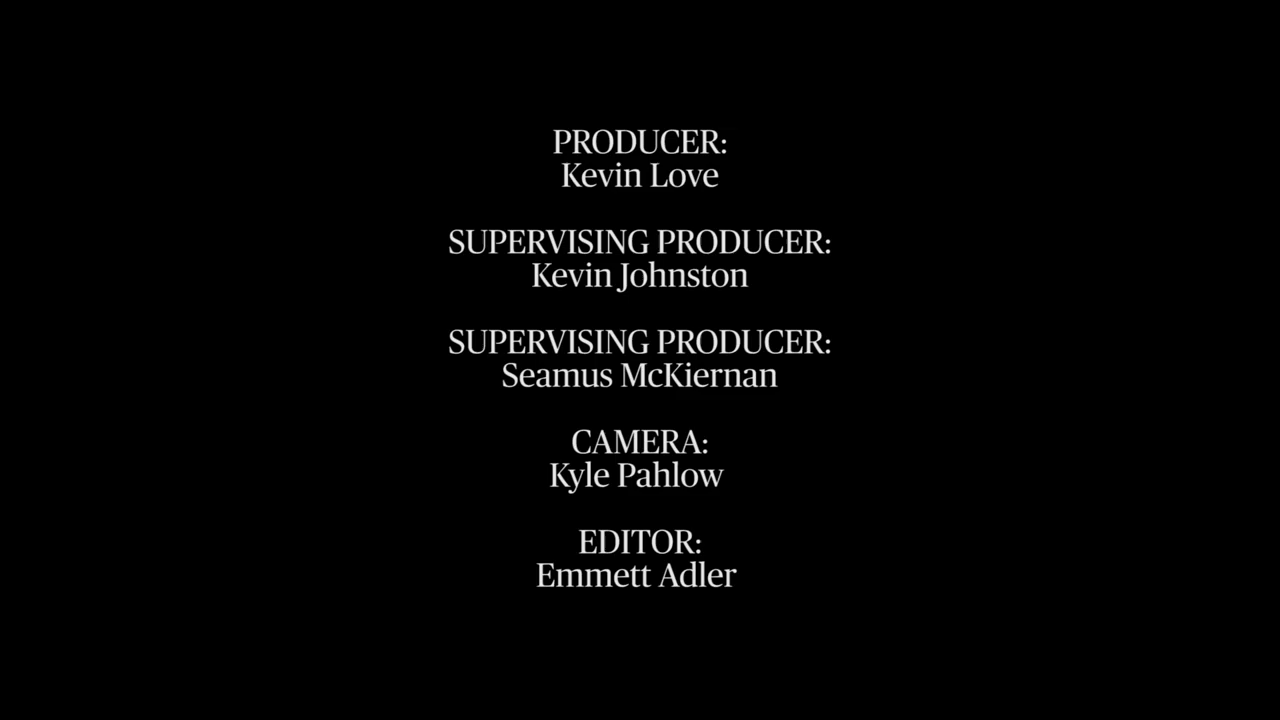 PRODUCER:
Kevin Love
SUPERVISING PRODUCER:
Kevin Johnston
SUPERVISING PRODUCER:
Seamus McKiernan
CAMERA:
Kyle Pahlow
EDITOR:
Emmett Adler